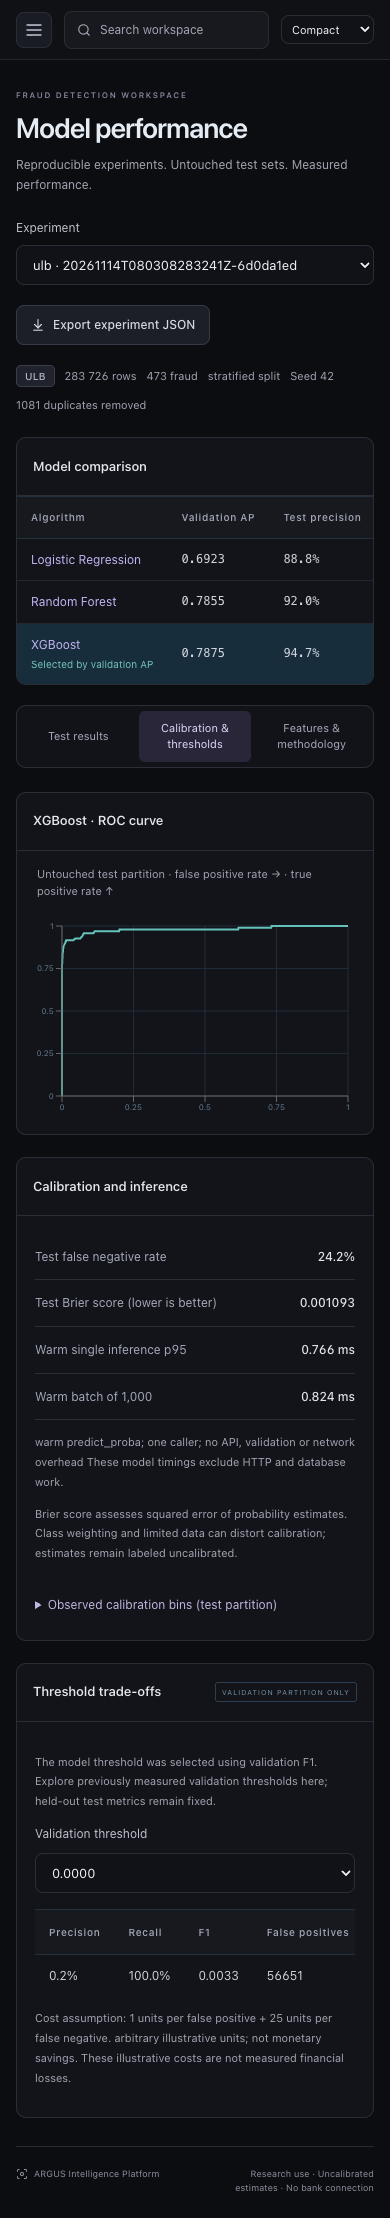 Search workspace
Compact
FRAUD DETECTION WORKSPACE
Model performance
Reproducible experiments. Untouched test sets. Measured
performance.
Experiment
ulb · 20261114T080308283241Z-6d0da1ed
Export experiment JSON
ULB 283 726 rows 473 fraud stratified split Seed 42
1081 duplicates removed
Model comparison
Algorithm Validation AP Test precision
Logistic Regression 0.6923 88.8%
Random Forest 0.7855 92.0%
XGBoost 0.7875 94.7%
Selected by validation AP
Test results
Calibration &
thresholds
Features &
methodology
XGBoost · ROC curve
Untouched test partition · false positive rate → · true
positive rate ↑
1
0.75
0.5
0.25
0
0 0.25 0.5 0.75 1
Calibration and inference
Test false negative rate 24.2%
Test Brier score (lower is better) 0.001093
Warm single inference p95 0.766 ms
Warm batch of 1,000 0.824 ms
warm predict_proba; one caller; no API, validation or network
overhead These model timings exclude HTTP and database
work.
Brier score assesses squared error of probability estimates.
Class weighting and limited data can distort calibration;
estimates remain labeled uncalibrated.
Observed calibration bins (test partition)
Threshold trade-offs VALIDATION PARTITION ONLY
The model threshold was selected using validation F1.
Explore previously measured validation thresholds here;
held-out test metrics remain fixed.
Validation threshold
0.0000
Precision Recall F1 False positives
0.2% 100.0% 0.0033 56651
Cost assumption: 1 units per false positive + 25 units per
false negative. arbitrary illustrative units; not monetary
savings. These illustrative costs are not measured financial
losses.
ARGUS Intelligence Platform
Research use · Uncalibrated
estimates · No bank connection